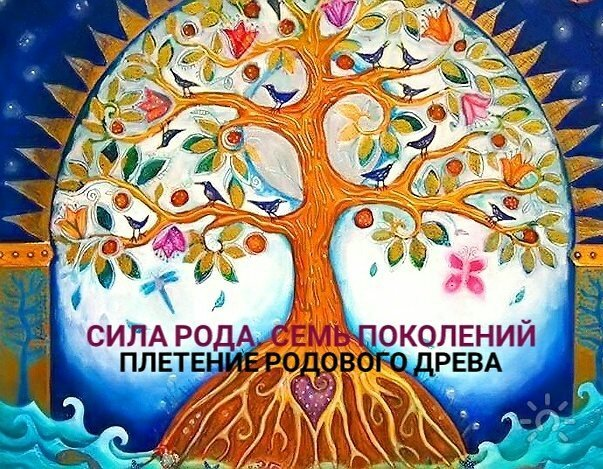 СИЛА РОДА. СЕМЬ ПОКОЛЕНИЙ
ПЛЕТЕНИЕ РОДОВОГО ДРЕВА